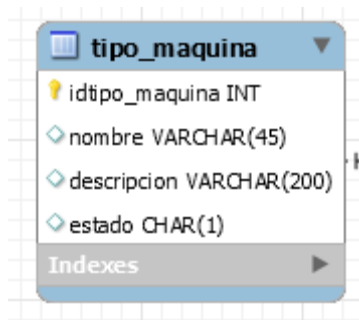 tipo_maquina
idtipo_maquina INT
nombre VARCHAR(45)
descripcion VARCHAR(200)
estado CHAR(1)
Indexes